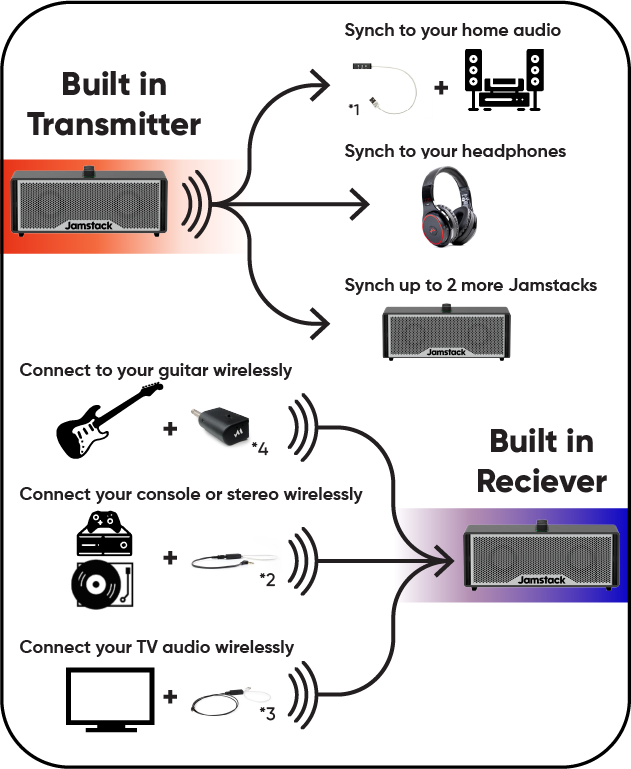 Built in
Transmitter
Jamstack
Synch to your home audio
*1
+
Synch to your headphones
Synch up to 2 more Jamstacks
Jamstack
Connect to your guitar wirelessly
+
*4
Built in
Reciever
Jamstack
Connect your console or stereo wirelessly
+
*2
Connect your TV audio wirelessly
+
*3